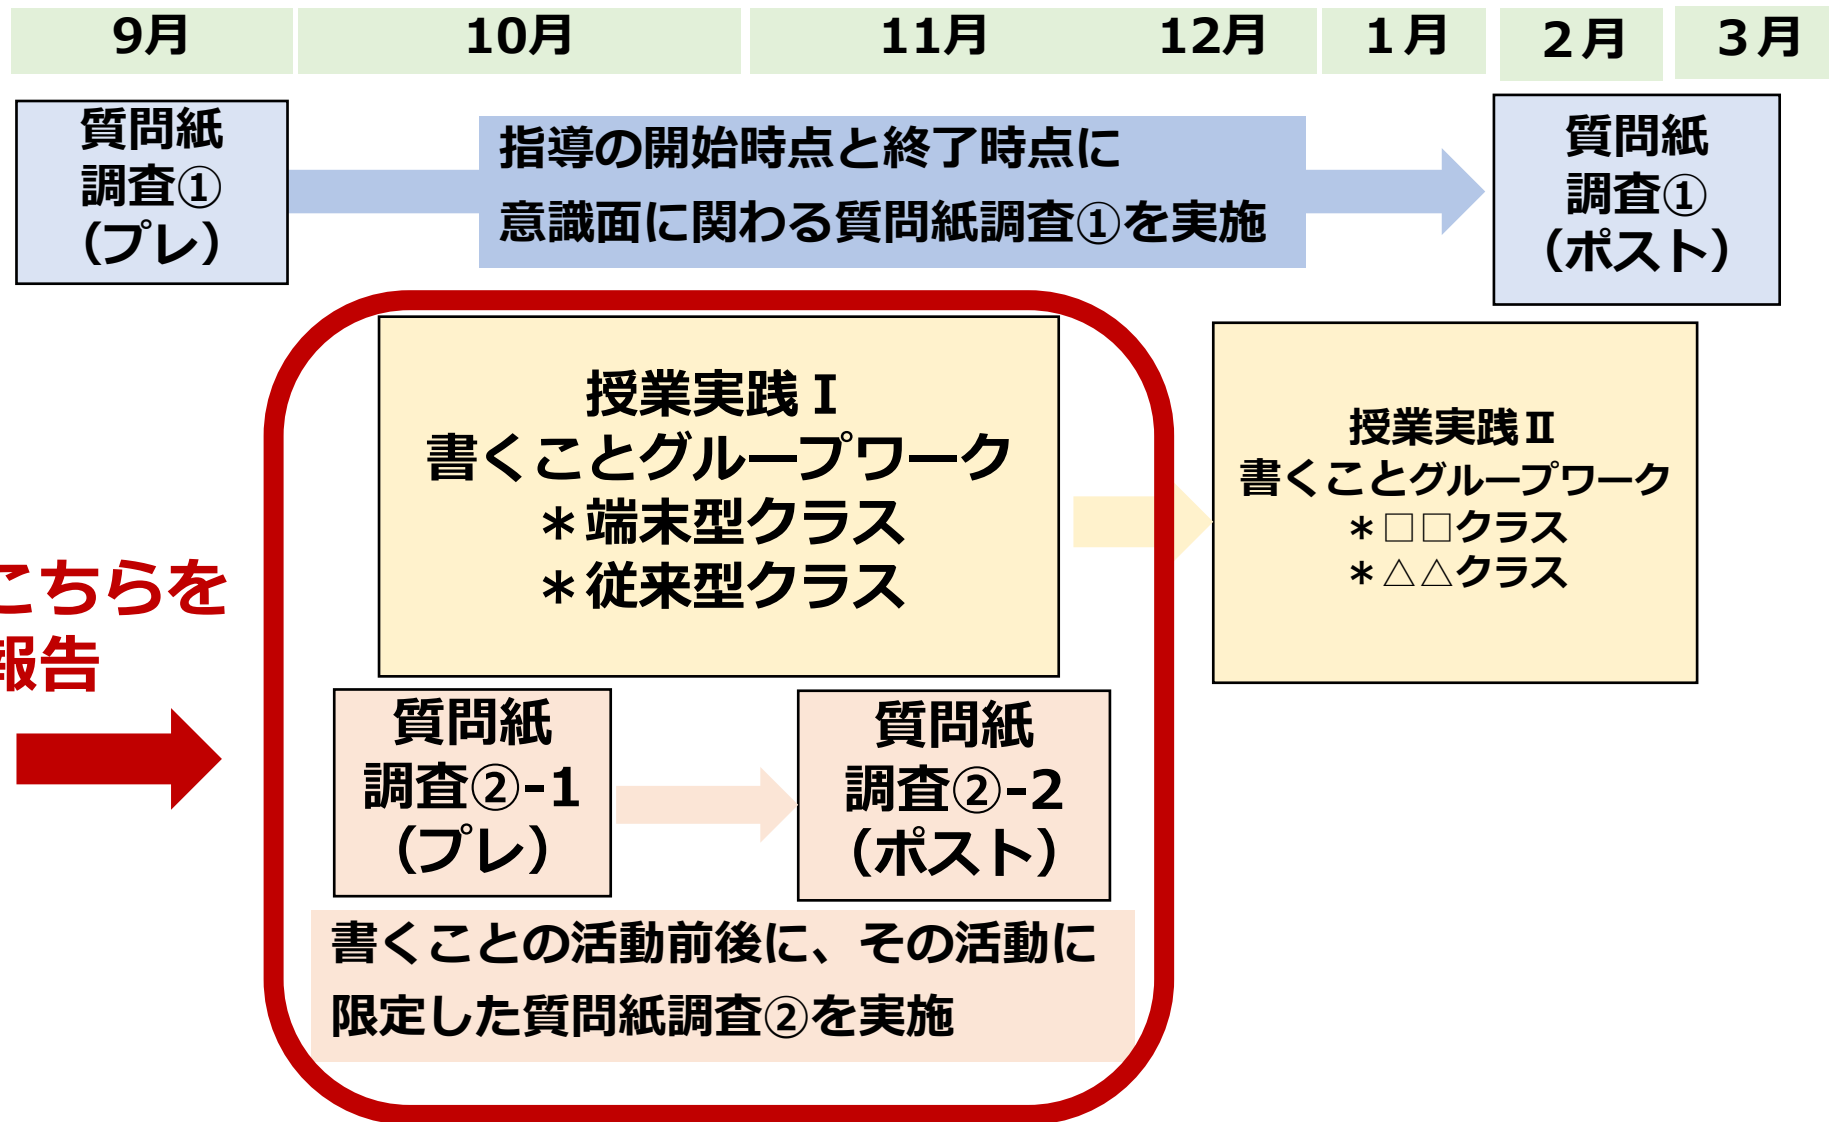 9月
10月
11月
12月
1月
2月
3月
質問紙
調査①
（プレ）
指導の開始時点と終了時点に
意識面に関わる質問紙調査①を実施
質問紙
調査①
（ポスト）
授業実践Ⅰ
書くことグループワーク
＊端末型クラス
＊従来型クラス
授業実践Ⅱ
書くことグループワーク
＊□□クラス
＊△△クラス
こちらを
報告
質問紙
調査②-1
（プレ）
質問紙
調査②-2
（ポスト）
書くことの活動前後に、その活動に
限定した質問紙調査②を実施